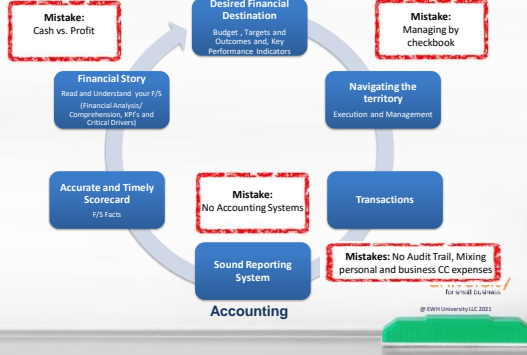 Mistake:
Cash vs. Profit
Desired Financial
Destination
Budget , Targets and
Outcomes and, Key
Performance Indicators
Mistake:
Managing by
checkbook
Financial Story
Read and Understand your F/S
(Financial Analysis/
Comprehension, KPI's and
Critical Drivers)
Navigating the
territory
Execution and Management
Accurate and Timely
Scorecard
F/S Facts
Mistake:
No Accounting Systems
Transactions
Sound Reporting
System
Mistakes: No Audit Trail, Mixing
personal and business CC expenses
for small business
Accounting
@ EWH University LLC 2021